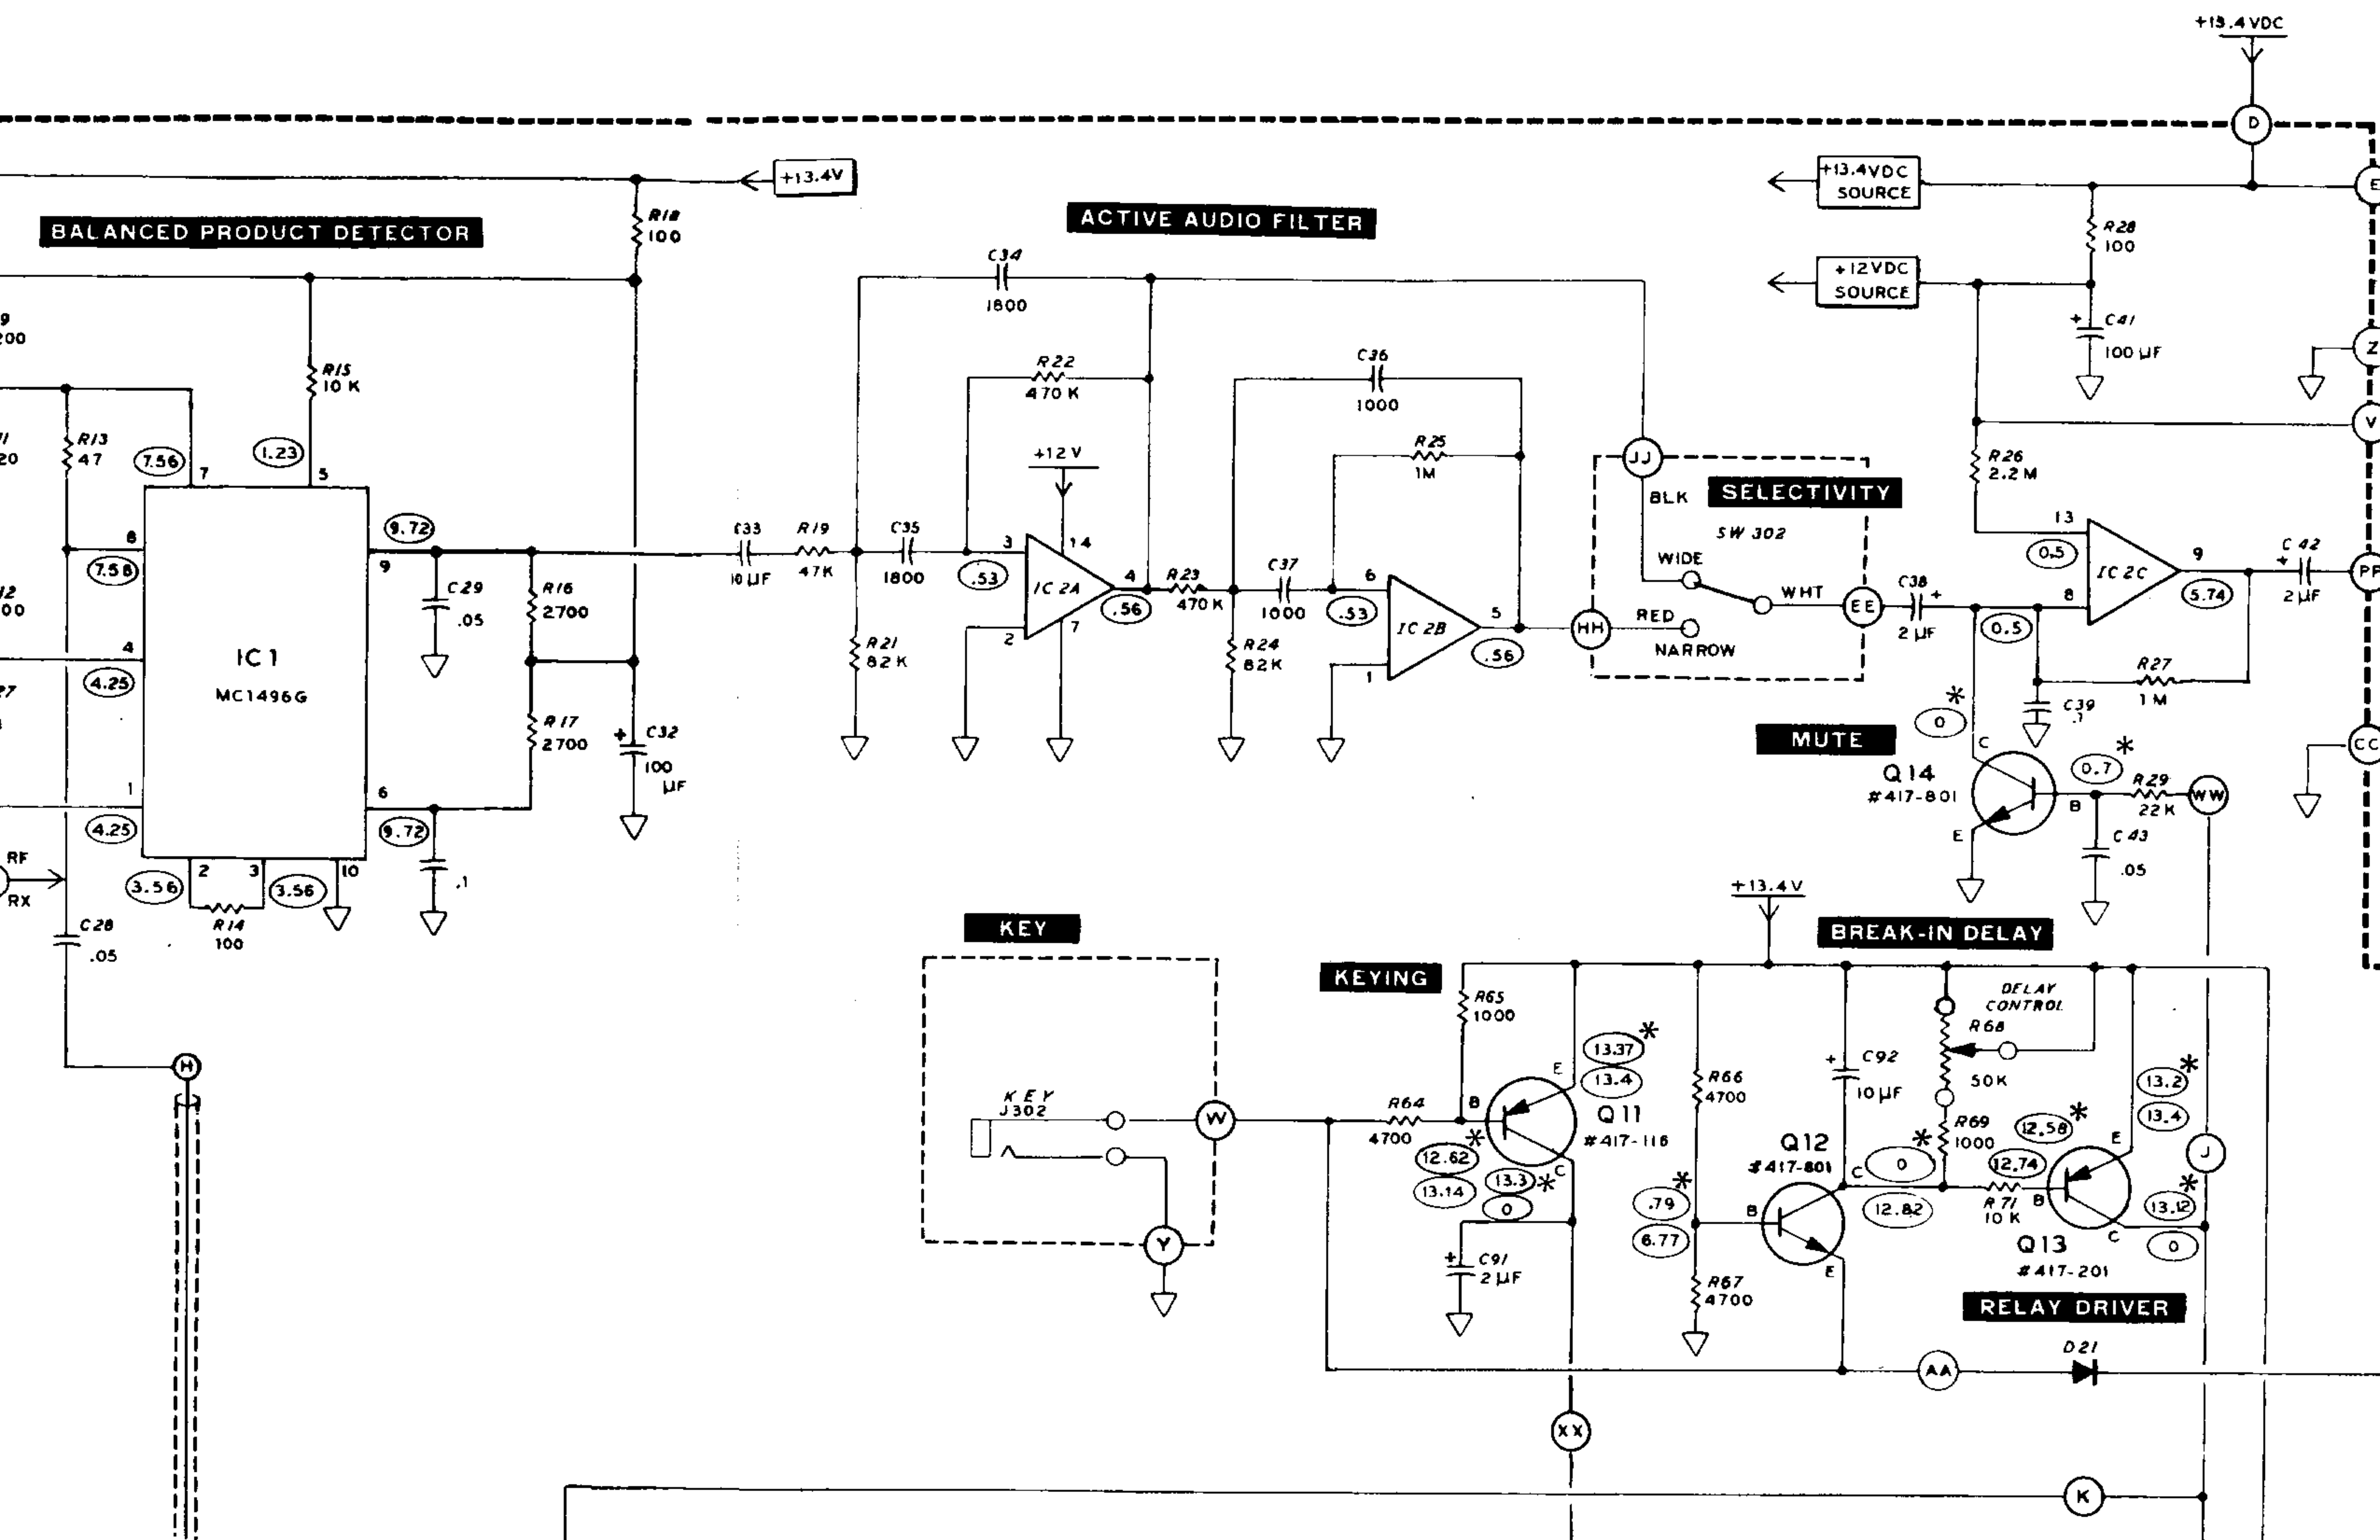 +13.4VDC
D
+13.4V
+13.4VDC
SOURCE
E
BALANCED PRODUCT DETECTOR
R18
100
ACTIVE AUDIO FILTER
R28
100
+12VDC
SOURCE
C34
1800
9
200
R15
10 K
R22
470 K
C36
1000
C41
100 µF
Z
R13
47
7.56
7
1.23
5
+12 V
R25
1M
JJ
BLK
SELECTIVITY
SW 302
R26
2.2 M
V
8
7.58
9.72
9
C29
.05
R16
2700
C33
10 µF
R19
47K
C35
1800
3
.53
14
IC 2A
4
.56
2
7
R23
470 K
C37
1000
6
.53
IC 2B
5
.56
1
R21
82 K
R24
82K
WIDE
WHT
EE
HH
RED
NARROW
C38
2 µF
13
0.5
IC 2C
9
5.74
8
0.5
C 42
2 µF
PP
IC 1
MC1496G
4
4.25
R17
2700
C32
100
µF
R27
1 M
C39
.1
*
0
MUTE
C
Q14
#417-801
E
B
*
0.7
R29
22 K
WW
C 43
.05
CC
1
4.25
6
9.72
.1
RF
RX
2
3.56
3
3.56
10
R14
100
C28
.05
H
KEY
KEYING
+13.4 V
BREAK-IN DELAY
R65
1000
DELAY
CONTROL
R68
50K
13.37 *
13.4
E
Q11
#417-116
KEY
J302
W
R64
4700
B
12.62 *
13.14
C
13.3 *
0
R66
4700
C92
10 µF
R69
1000
12.58 *
12.74
13.2 *
13.4
E
J
Y
C91
2 µF
.79 *
6.77
Q12
#417-801
B
C
E
0 *
12.82
R71
10 K
B
C
13.12 *
0
Q13
#417-201
R67
4700
RELAY DRIVER
D21
AA
XX
K